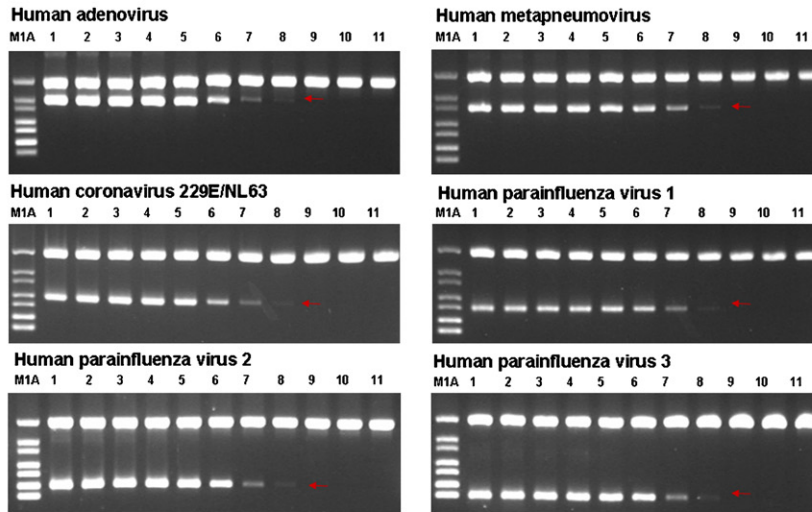 Human adenovirus
M1A 1 2 3 4 5 6 7 8 9 10 11
Human metapneumovirus
M1A 1 2 3 4 5 6 7 8 9 10 11
Human coronavirus 229E/NL63
M1A 1 2 3 4 5 6 7 8 9 10 11
Human parainfluenza virus 1
M1A 1 2 3 4 5 6 7 8 9 10 11
Human parainfluenza virus 2
M1A 1 2 3 4 5 6 7 8 9 10 11
Human parainfluenza virus 3
M1A 1 2 3 4 5 6 7 8 9 10 11